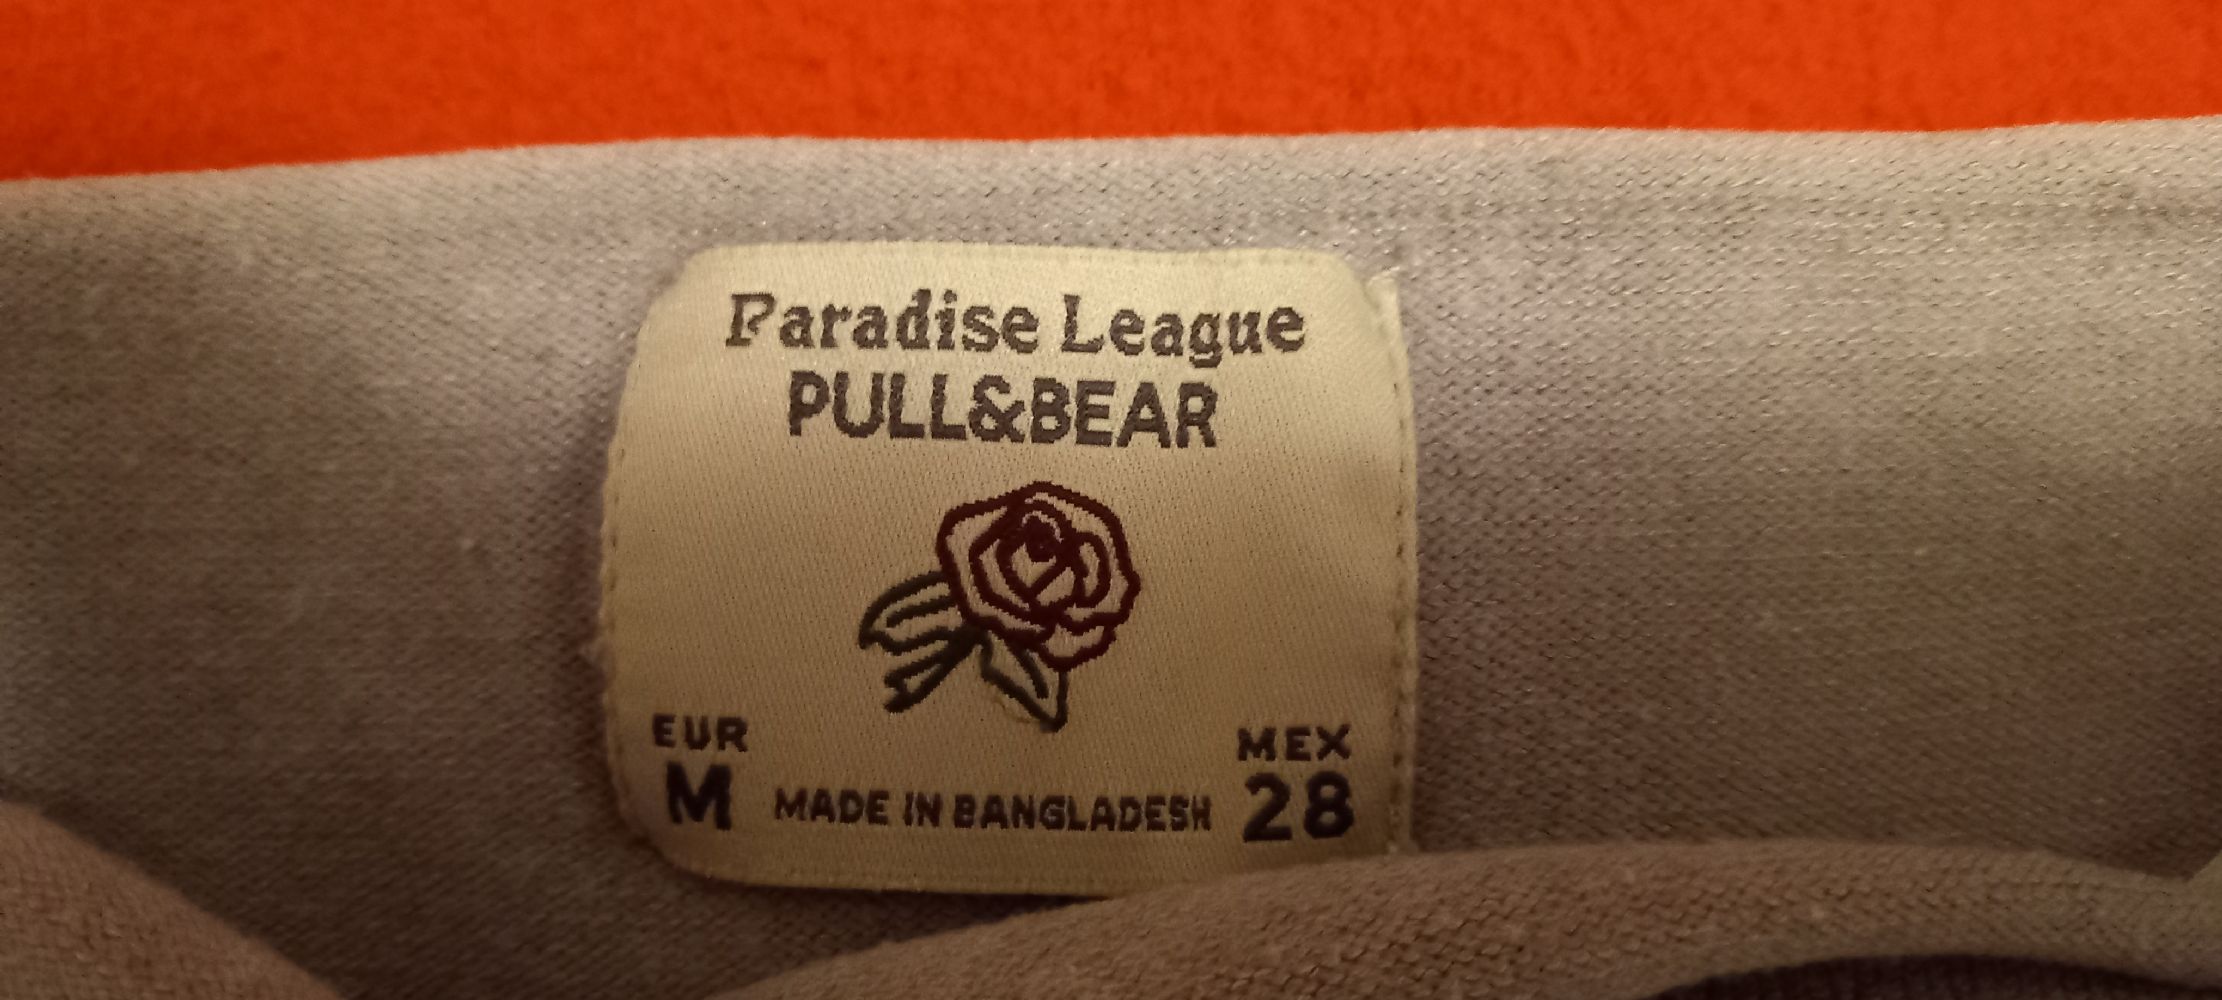 Paradise League
PULL&BEAR
EUR
M
MADE IN BANGLADESH
MEX
28